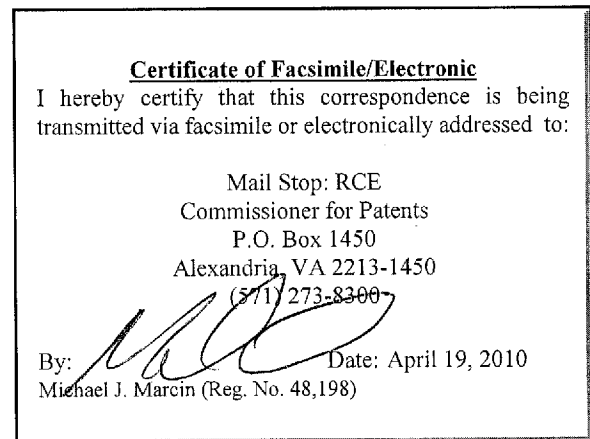 Certificate of Facsimile/Electronic
I hereby certify that this correspondence is being
transmitted via facsimile or electronically addressed to:
Mail Stop: RCE
Commissioner for Patents
P.O. Box 1450
Alexandria, VA 2213-1450
(571) 273-8300
By: Date: April 19, 2010
Michael J. Marcin (Reg. No. 48,198)